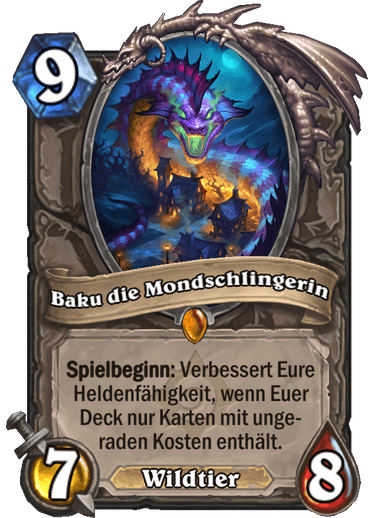 9
Baku die Mondschlingerin
Spielbeginn: Verbessert Eure
Heldenfähigkeit, wenn Euer
Deck nur Karten mit unge-
raden Kosten enthält.
7
Wildtier
8